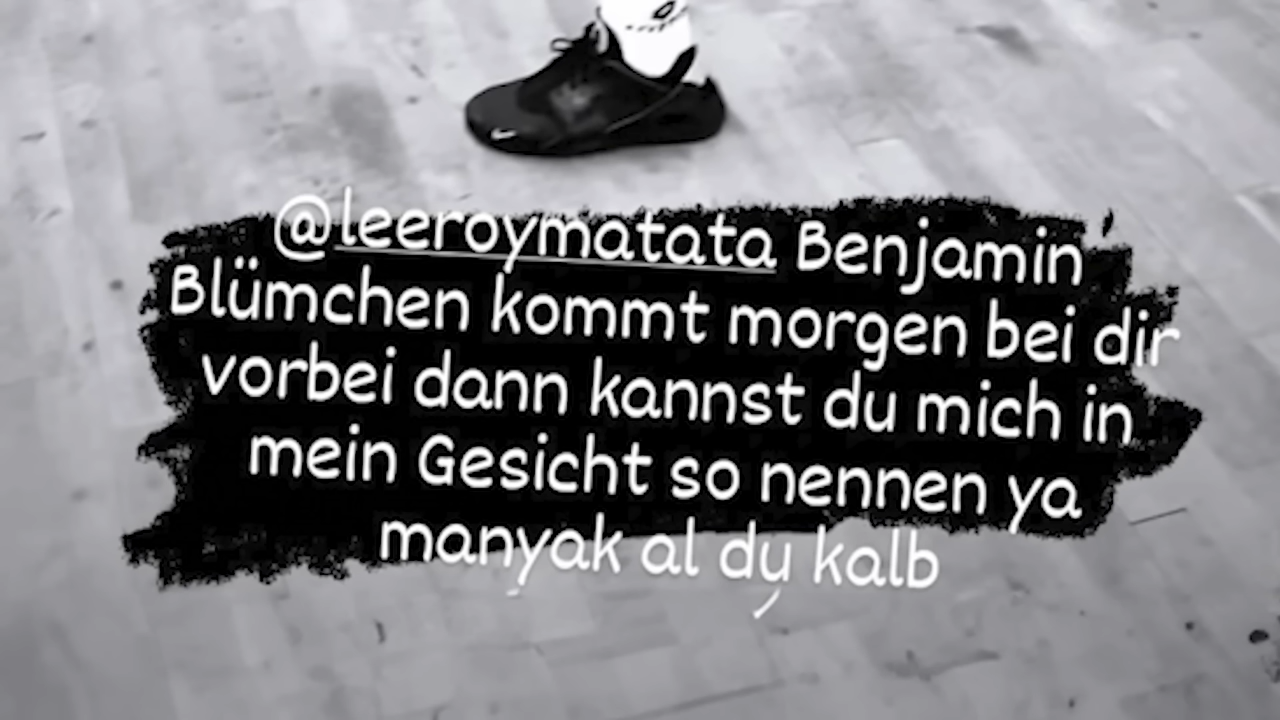 @leeroymatata Benjamin
Blümchen kommt morgen bei dir
vorbei dann kannst du mich in
mein Gesicht so nennen ya
manyak al du kalb